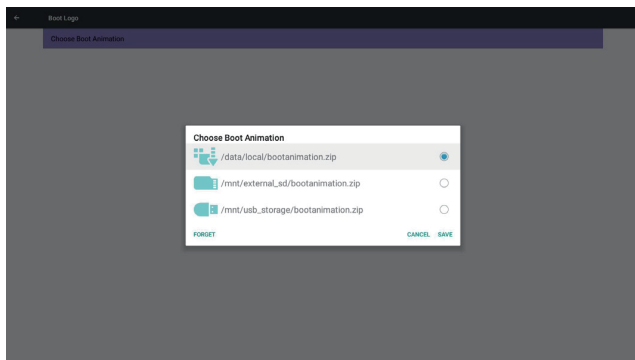 Boot Logo
Choose Boot Animation
Choose Boot Animation
/data/local/bootanimation.zip
/mnt/external_sd/bootanimation.zip
/mnt/usb_storage/bootanimation.zip
FORGET CANCEL SAVE